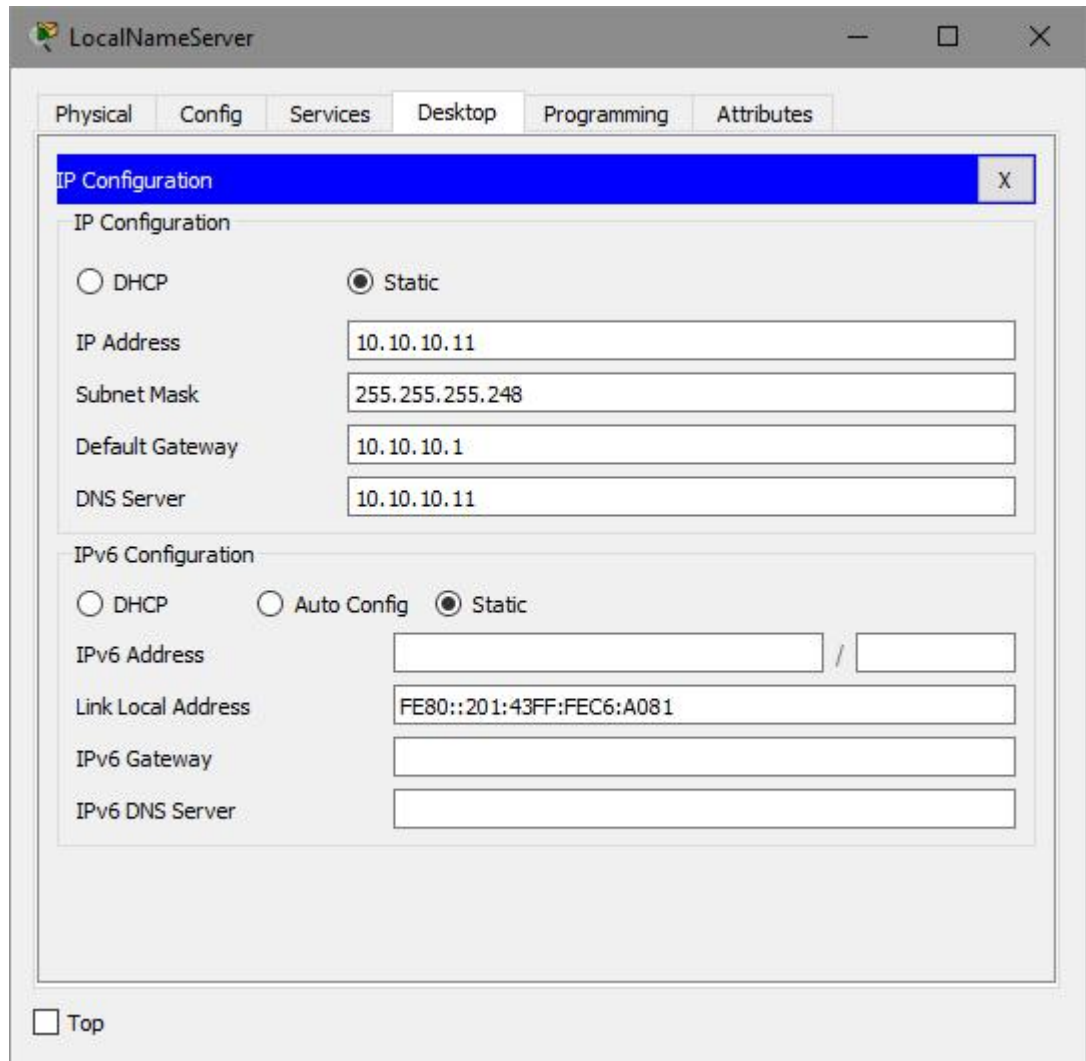 LocalNameServer
Physical Config Services Desktop Programming Attributes
IP Configuration X
IP Configuration
DHCP Static
IP Address 10.10.10.11
Subnet Mask 255.255.255.248
Default Gateway 10.10.10.1
DNS Server 10.10.10.11
IPv6 Configuration
DHCP Auto Config Static
IPv6 Address /
Link Local Address FE80::201:43FF:FEC6:A081
IPv6 Gateway
IPv6 DNS Server
Top